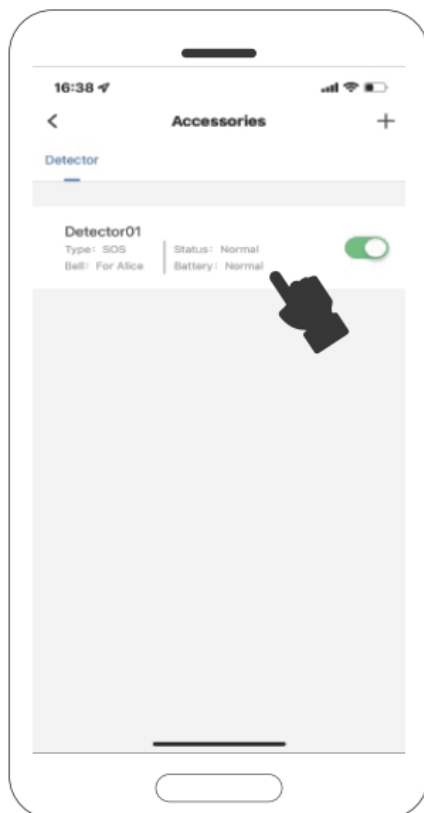 16:38
Accessories
Detector
Detector01
Type: SOS
Status: Normal
Bell: For Alice
Battery: Normal